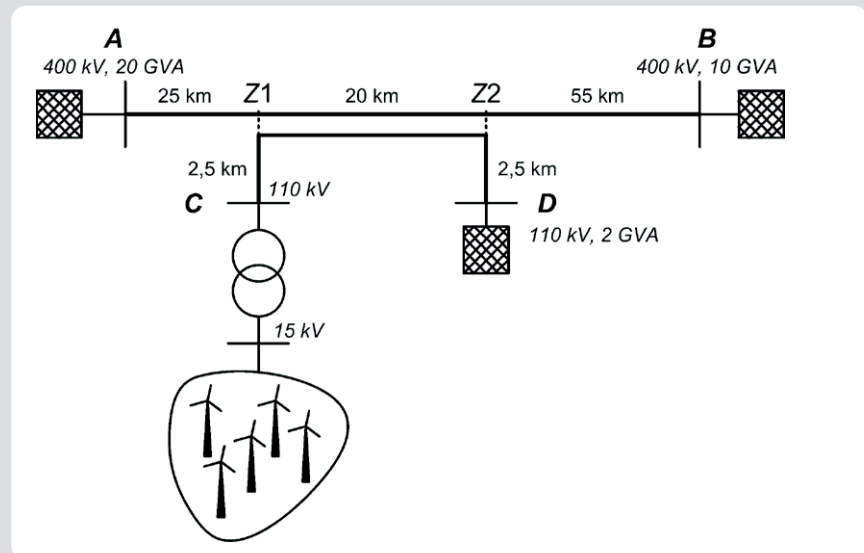 A
B
400 kV, 20 GVA
400 kV, 10 GVA
25 km
Z1
20 km
Z2
55 km
2,5 km
2,5 km
C
110 kV
D
110 kV, 2 GVA
15 kV